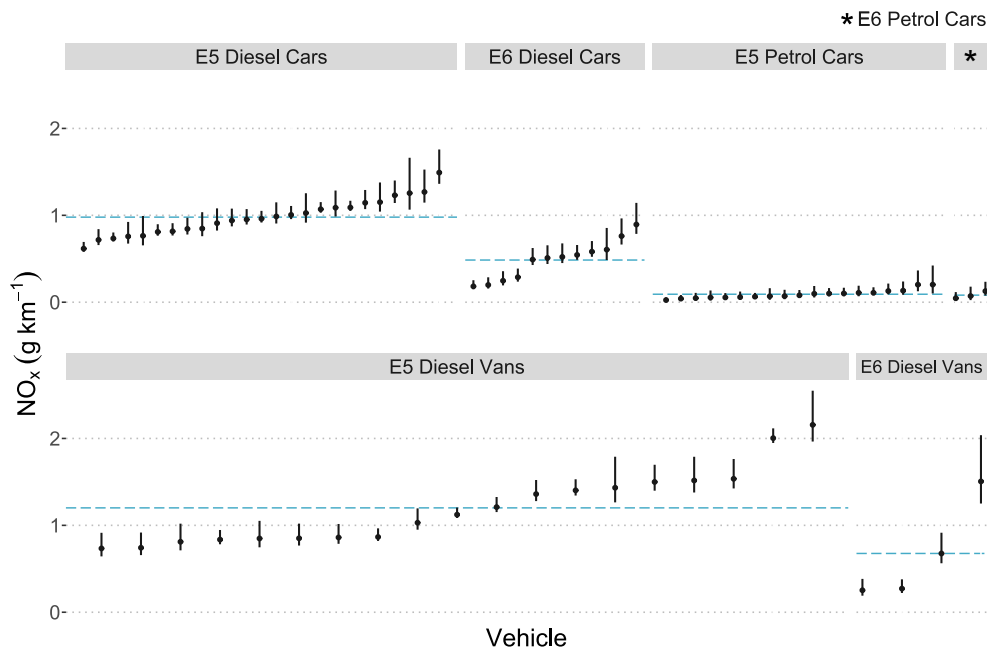 * E6 Petrol Cars
E5 Diesel Cars
E6 Diesel Cars
E5 Petrol Cars
*
2
1
0
E5 Diesel Vans
E6 Diesel Vans
2
1
0
NOₓ (g km⁻¹)
Vehicle